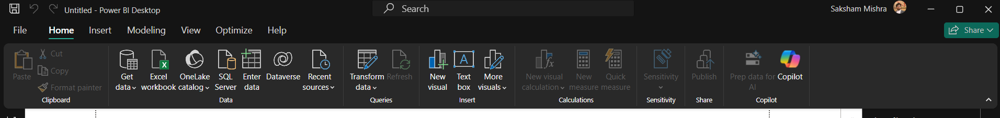 Untitled - Power BI Desktop
Search
Saksham Mishra
File Home Insert Modeling View Optimize Help
Share
Paste
Cut
Copy
Format painter
Clipboard
Get data
Excel workbook
OneLake catalog
SQL Server
Enter data
Dataverse
Recent sources
Data
Transform data
Refresh
Queries
New visual
Text box
More visuals
Insert
New visual calculation
New measure
Quick measure
Calculations
Sensitivity
Sensitivity
Publish
Share
Prep data for AI
Copilot
Copilot